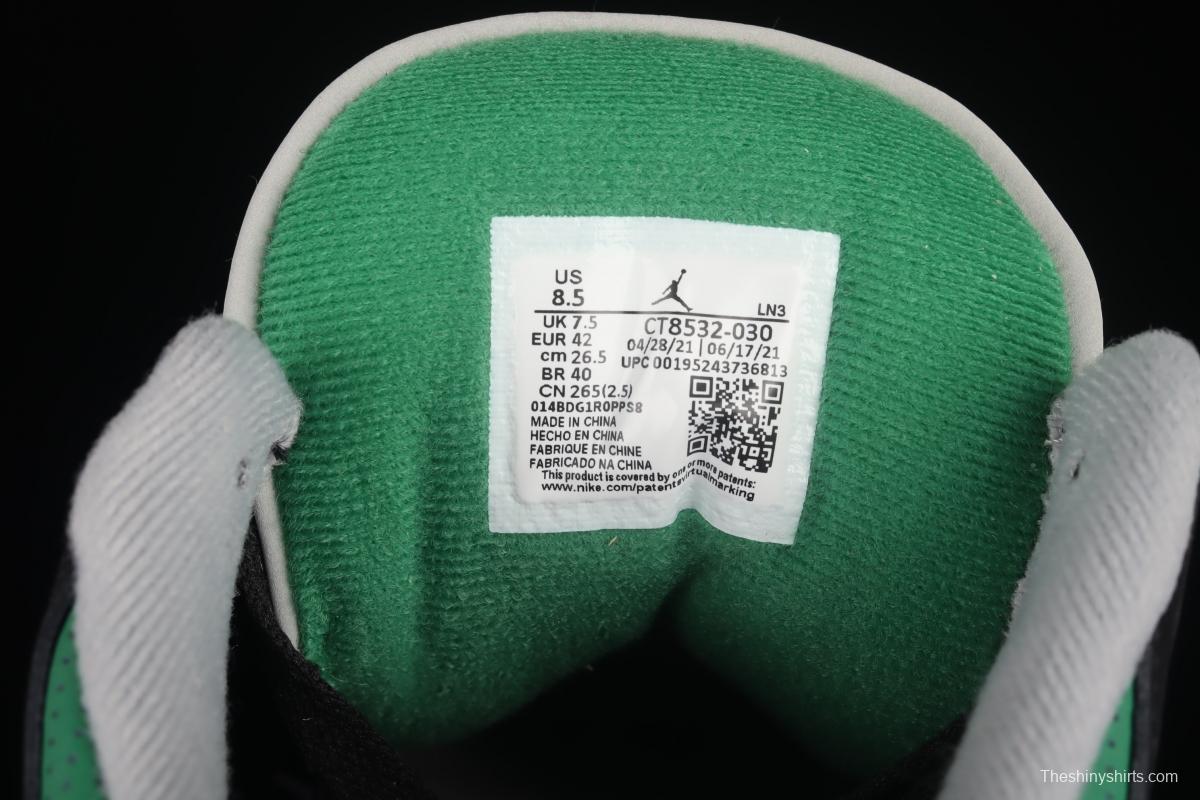 US
8.5
LN3
UK 7.5
CT8532-030
EUR 42
04/28/21 | 06/17/21
cm 26.5
UPC 00195243736813
BR 40
CN 265(2.5)
014BDG1R0PPS8
MADE IN CHINA
HECHO EN CHINA
FABRIQUE EN CHINE
FABRICADO NA CHINA
This product is covered by one or more patents:
www.nike.com/patentsvirtualmarking
Theshinyshirts.com